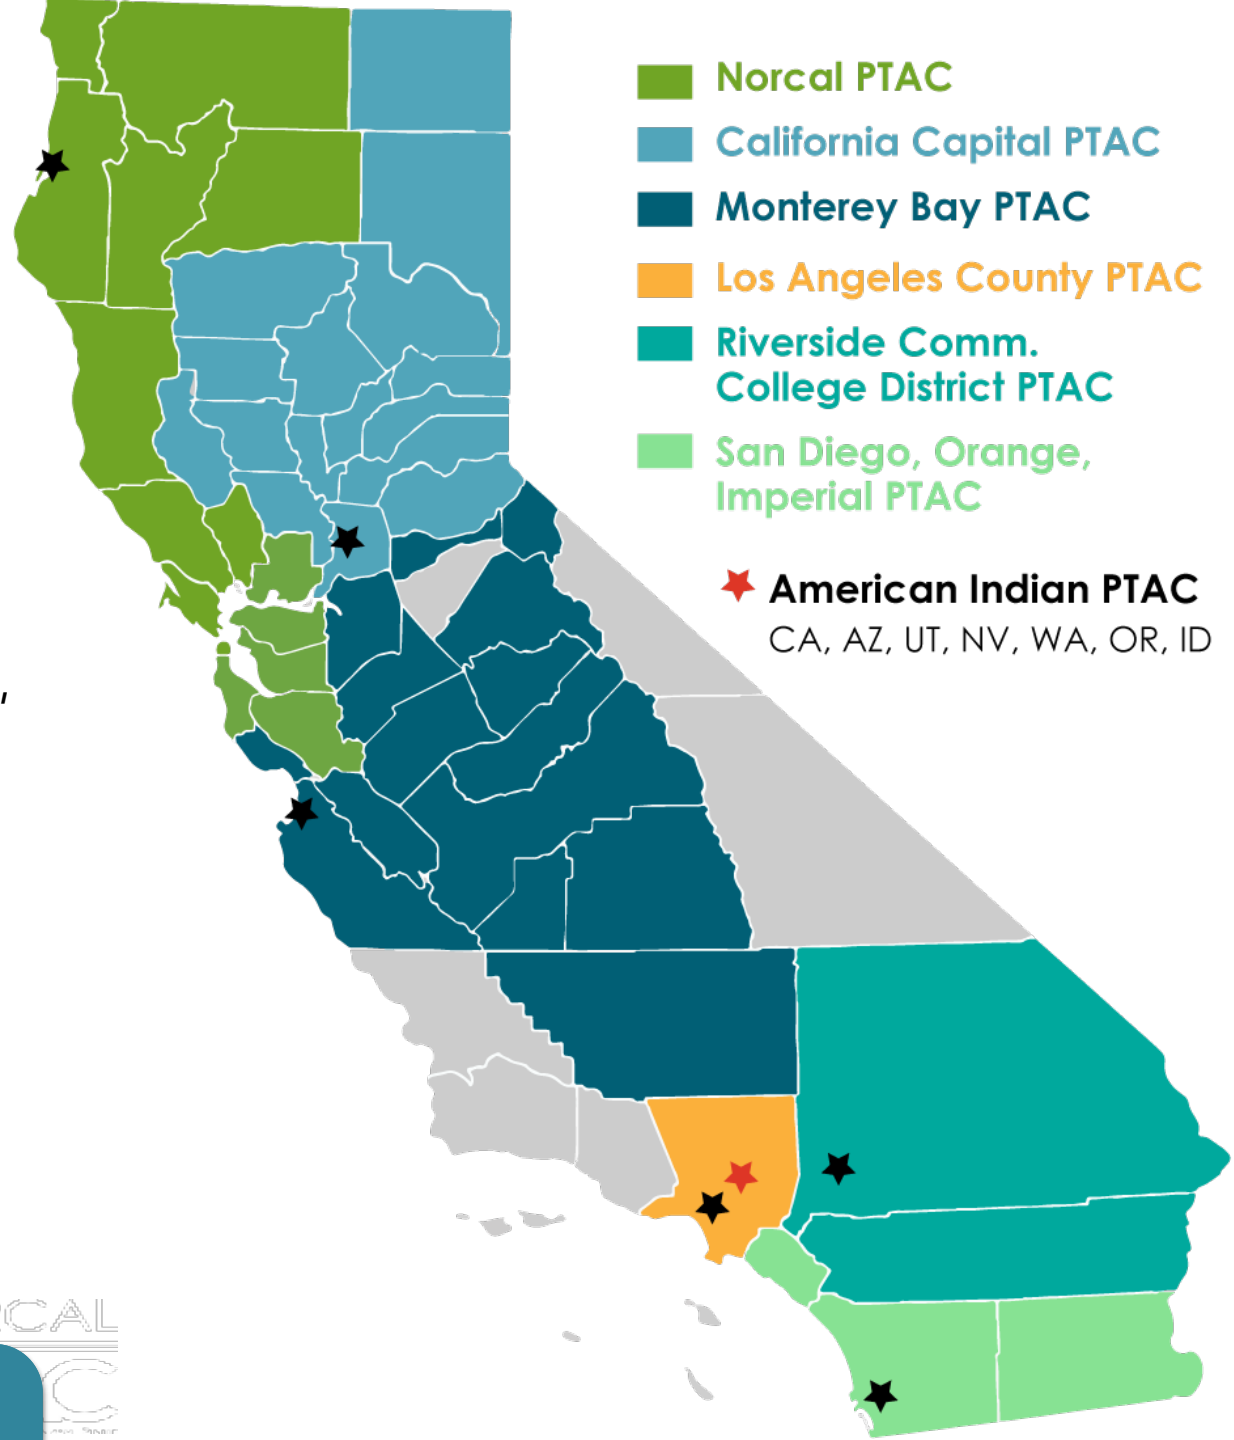 Norcal PTAC
California Capital PTAC
Monterey Bay PTAC
Los Angeles County PTAC
Riverside Comm.
College District PTAC
San Diego, Orange,
Imperial PTAC
American Indian PTAC
CA, AZ, UT, NV, WA, OR, ID